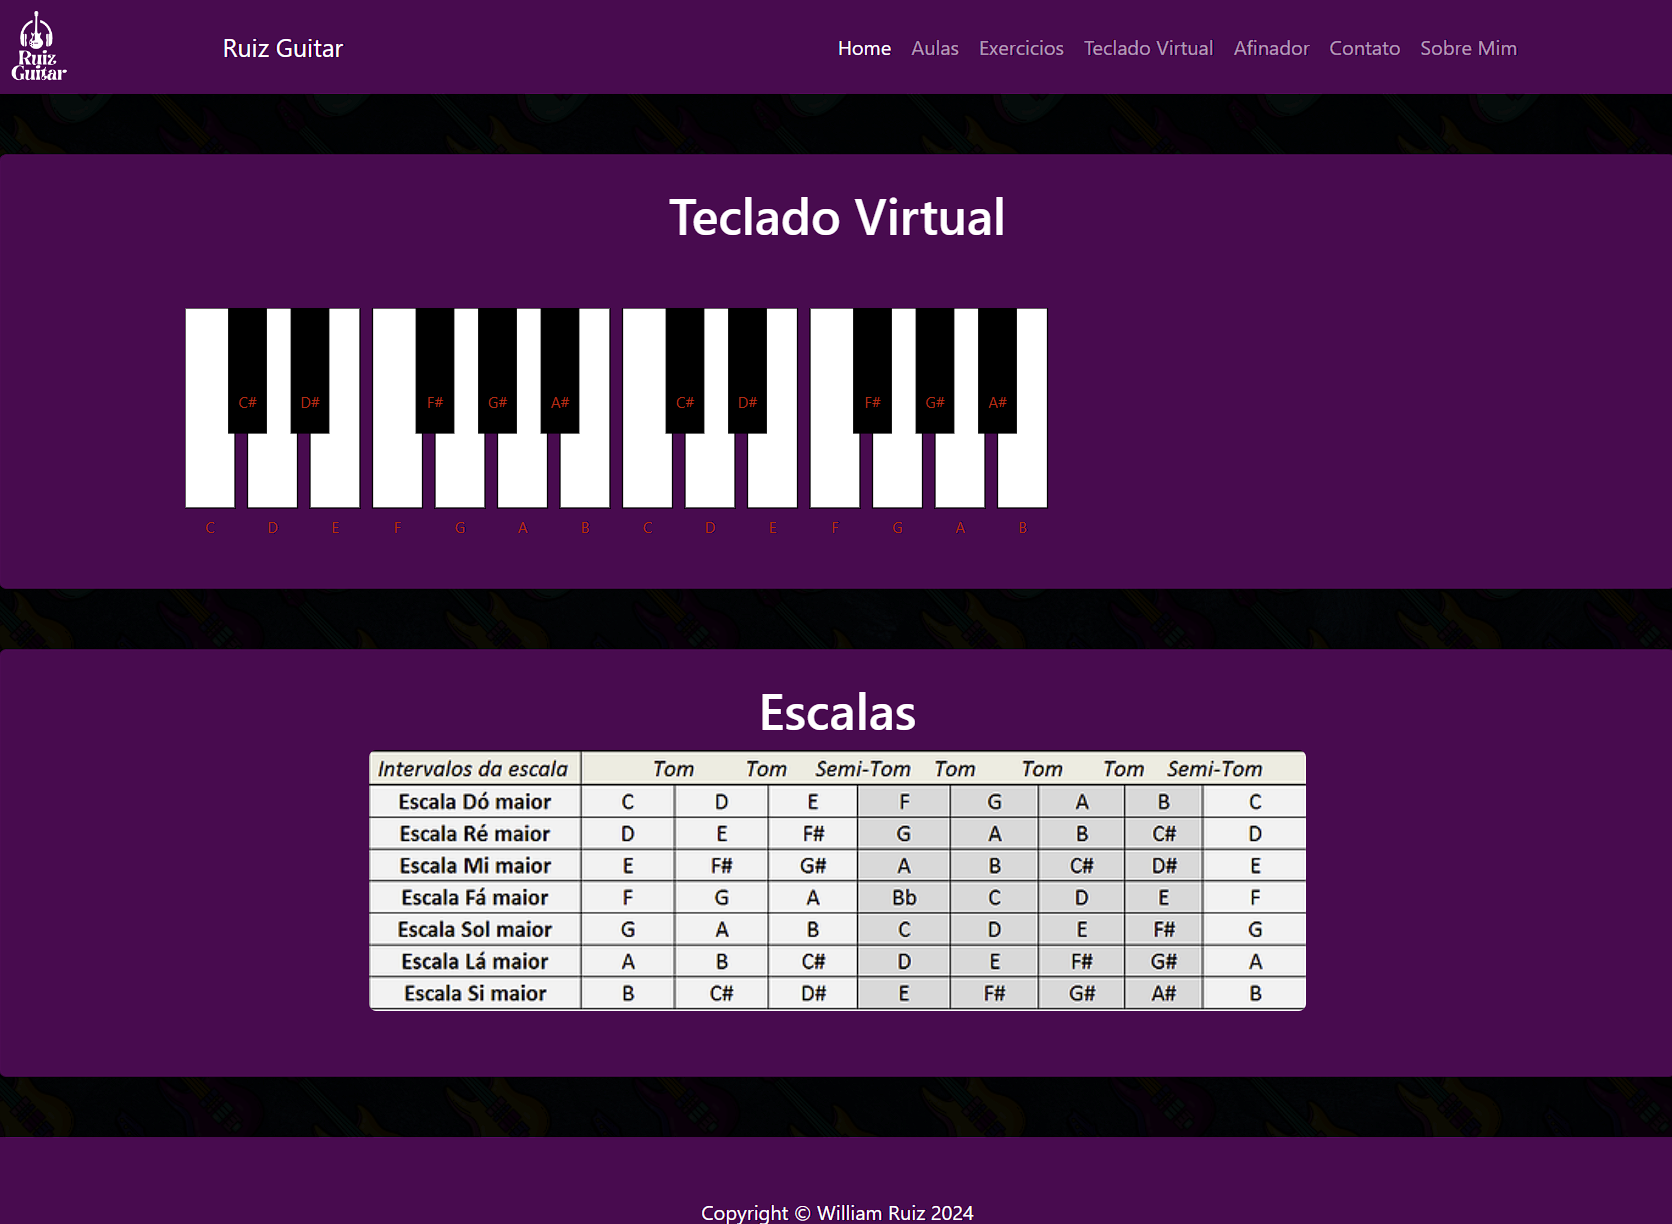 Ruiz
Guitar
Ruiz Guitar
Home Aulas Exercicios Teclado Virtual Afinador Contato Sobre Mim
Teclado Virtual
C# D# F# G# A# C# D# F# G# A#
C D E F G A B C D E F G A B
Escalas
Intervalos da escala Tom Tom Semi-Tom Tom Tom Tom Semi-Tom
Escala Dó maior C D E F G A B C
Escala Ré maior D E F# G A B C# D
Escala Mi maior E F# G# A B C# D# E
Escala Fá maior F G A Bb C D E F
Escala Sol maior G A B C D E F# G
Escala Lá maior A B C# D E F# G# A
Escala Si maior B C# D# E F# G# A# B
Copyright © William Ruiz 2024